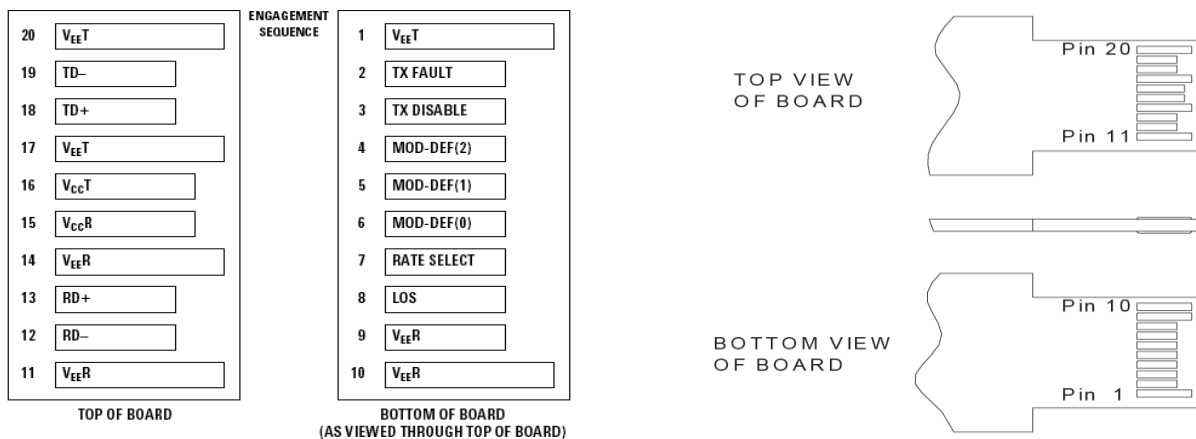 ENGAGEMENT
SEQUENCE
20 VEET
19 TD–
18 TD+
17 VEET
16 VCCT
15 VCCR
14 VEER
13 RD+
12 RD–
11 VEER
TOP OF BOARD
1 VEET
2 TX FAULT
3 TX DISABLE
4 MOD-DEF(2)
5 MOD-DEF(1)
6 MOD-DEF(0)
7 RATE SELECT
8 LOS
9 VEER
10 VEER
BOTTOM OF BOARD
(AS VIEWED THROUGH TOP OF BOARD)
TOP VIEW
OF BOARD
Pin 20
Pin 11
BOTTOM VIEW
OF BOARD
Pin 10
Pin 1